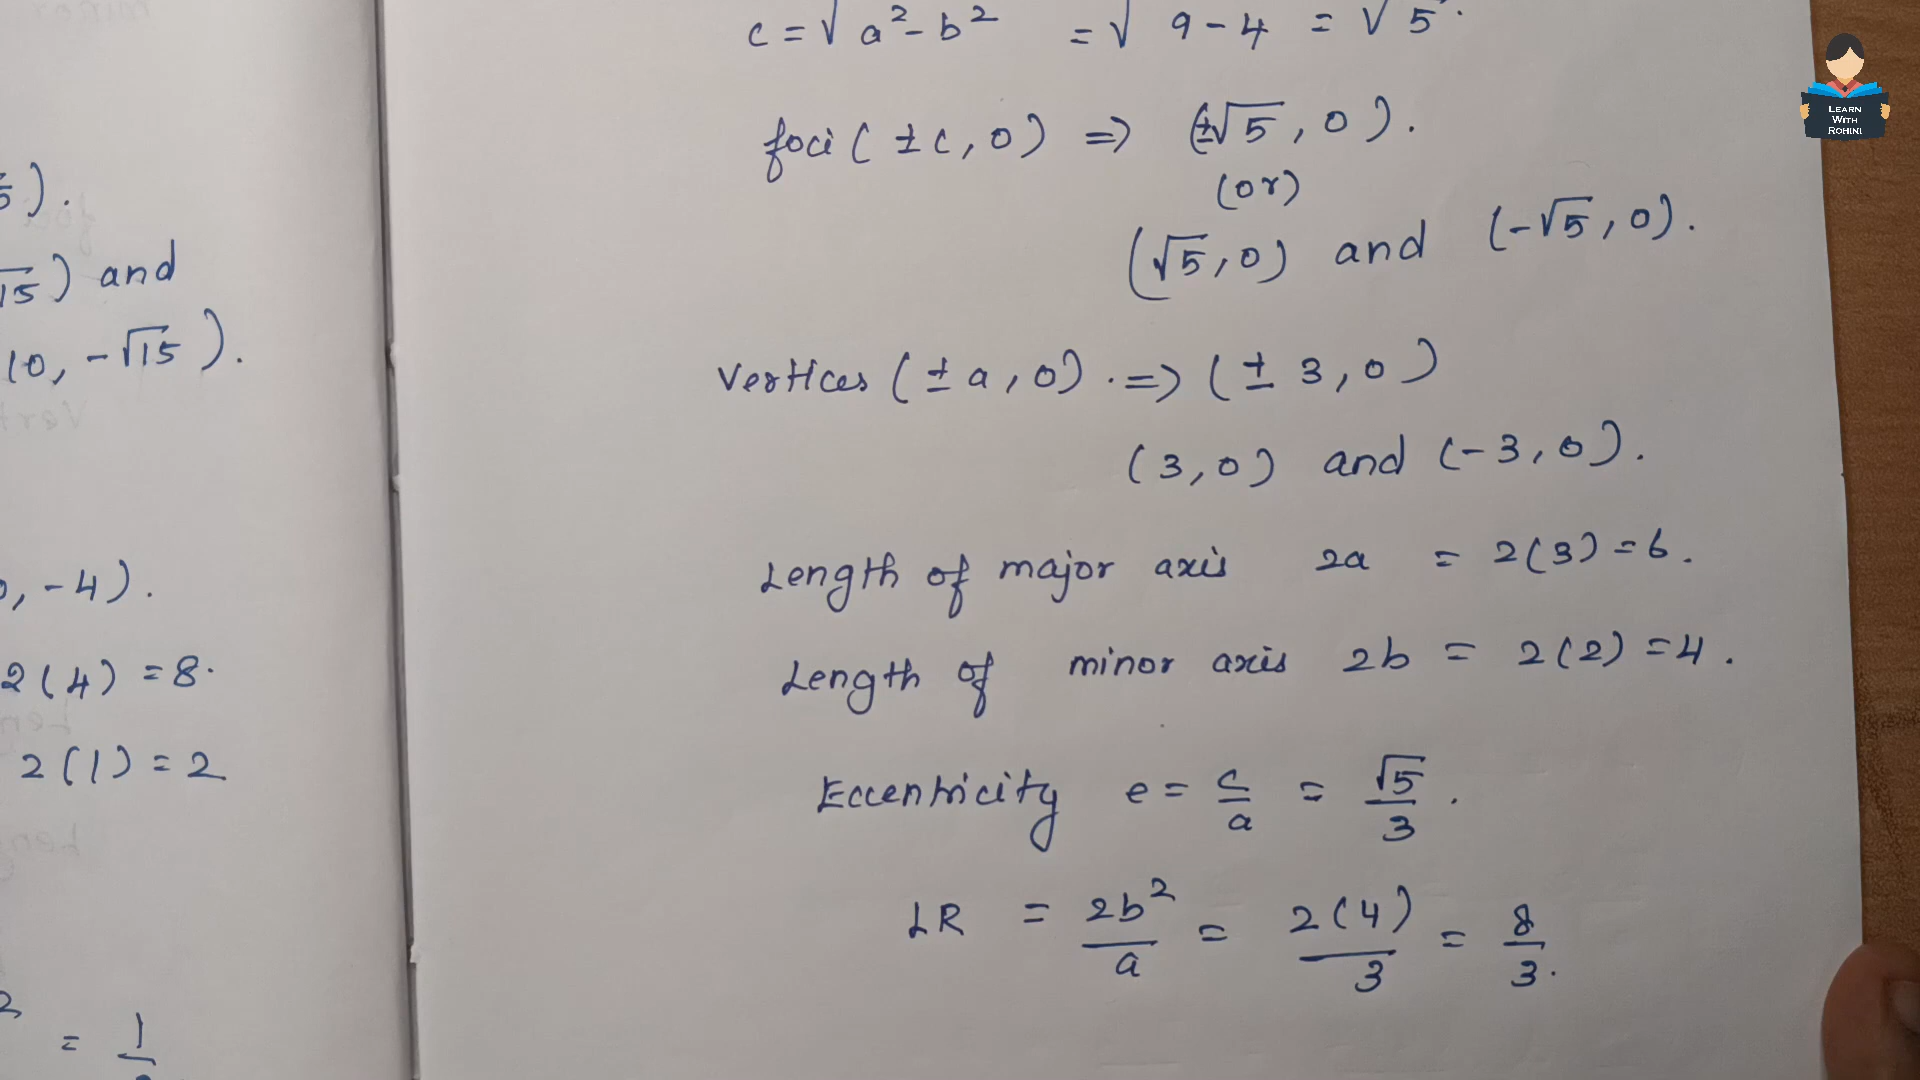 5).
√15) and
10, -√15).
, -4).
2(4) = 8.
2(1) = 2
2
= 1
c = √a²-b² = √9-4 = √5.
foci (±c, 0) => (±√5, 0).
(or)
(√5, 0) and (-√5, 0).
Vertices (±a, 0). => (±3, 0)
(3, 0) and (-3, 0).
Length of major axis 2a = 2(3) = 6.
Length of minor axis 2b = 2(2) = 4.
Eccentricity e = c/a = √5/3.
LR = 2b²/a = 2(4)/3 = 8/3.
LEARN
WITH
ROHINI